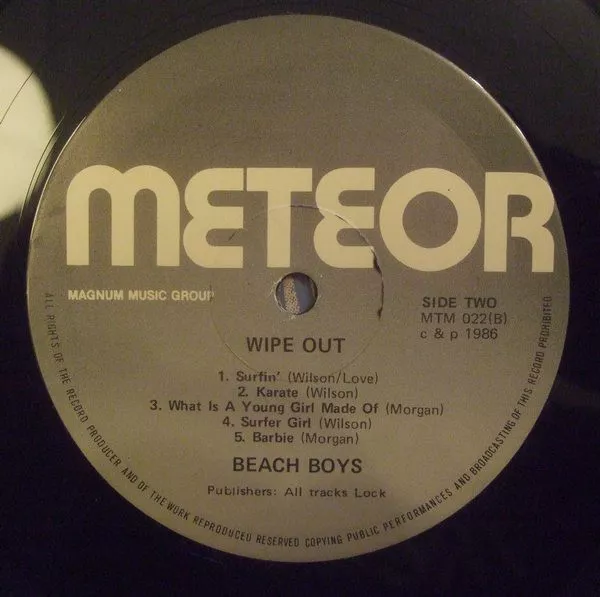 METEOR
MAGNUM MUSIC GROUP
SIDE TWO
MTM 022(B)
c & p 1986
WIPE OUT
1. Surfin' (Wilson/Love)
2. Karate (Wilson)
3. What Is A Young Girl Made Of (Morgan)
4. Surfer Girl (Wilson)
5. Barbie (Morgan)
BEACH BOYS
Publishers: All tracks Lock
ALL RIGHTS OF THE RECORD PRODUCER AND OF THE WORK REPRODUCED RESERVED COPYING PUBLIC PERFORMANCES AND BROADCASTING OF THIS RECORD PROHIBITED